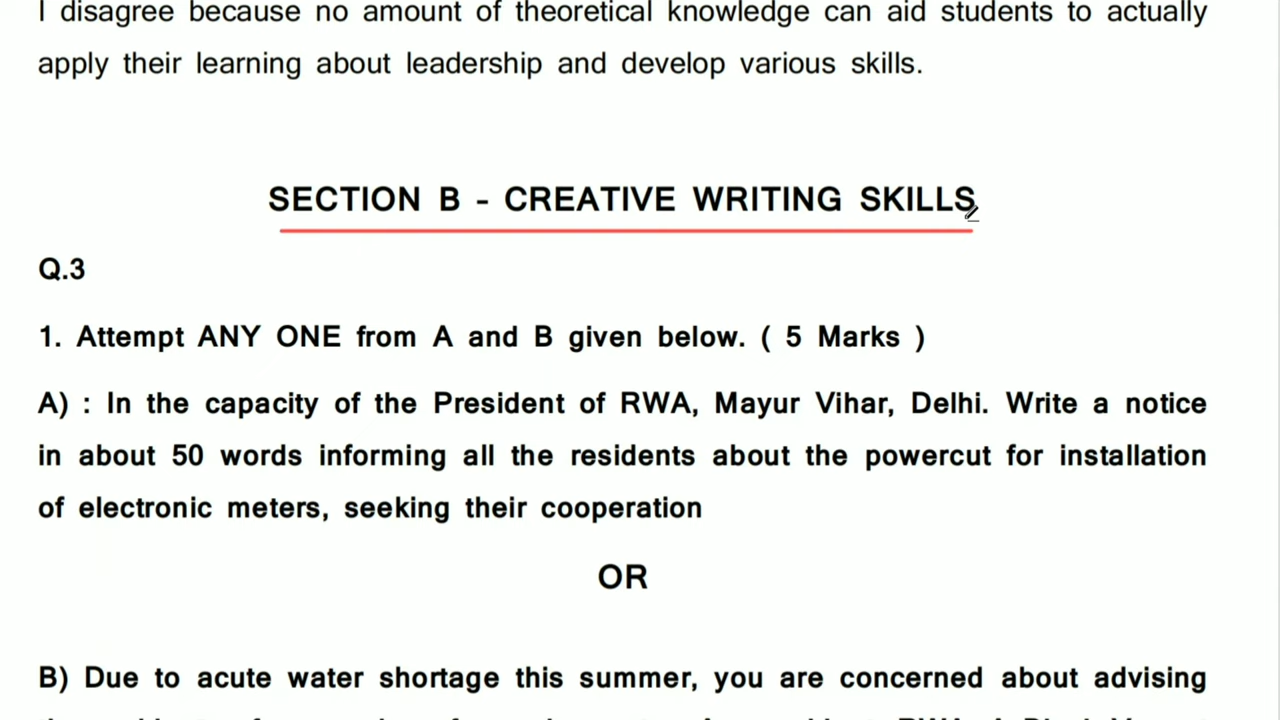 I disagree because no amount of theoretical knowledge can aid students to actually
apply their learning about leadership and develop various skills.
SECTION B - CREATIVE WRITING SKILLS
Q.3
1. Attempt ANY ONE from A and B given below. ( 5 Marks )
A) : In the capacity of the President of RWA, Mayur Vihar, Delhi. Write a notice
in about 50 words informing all the residents about the powercut for installation
of electronic meters, seeking their cooperation
OR
B) Due to acute water shortage this summer, you are concerned about advising